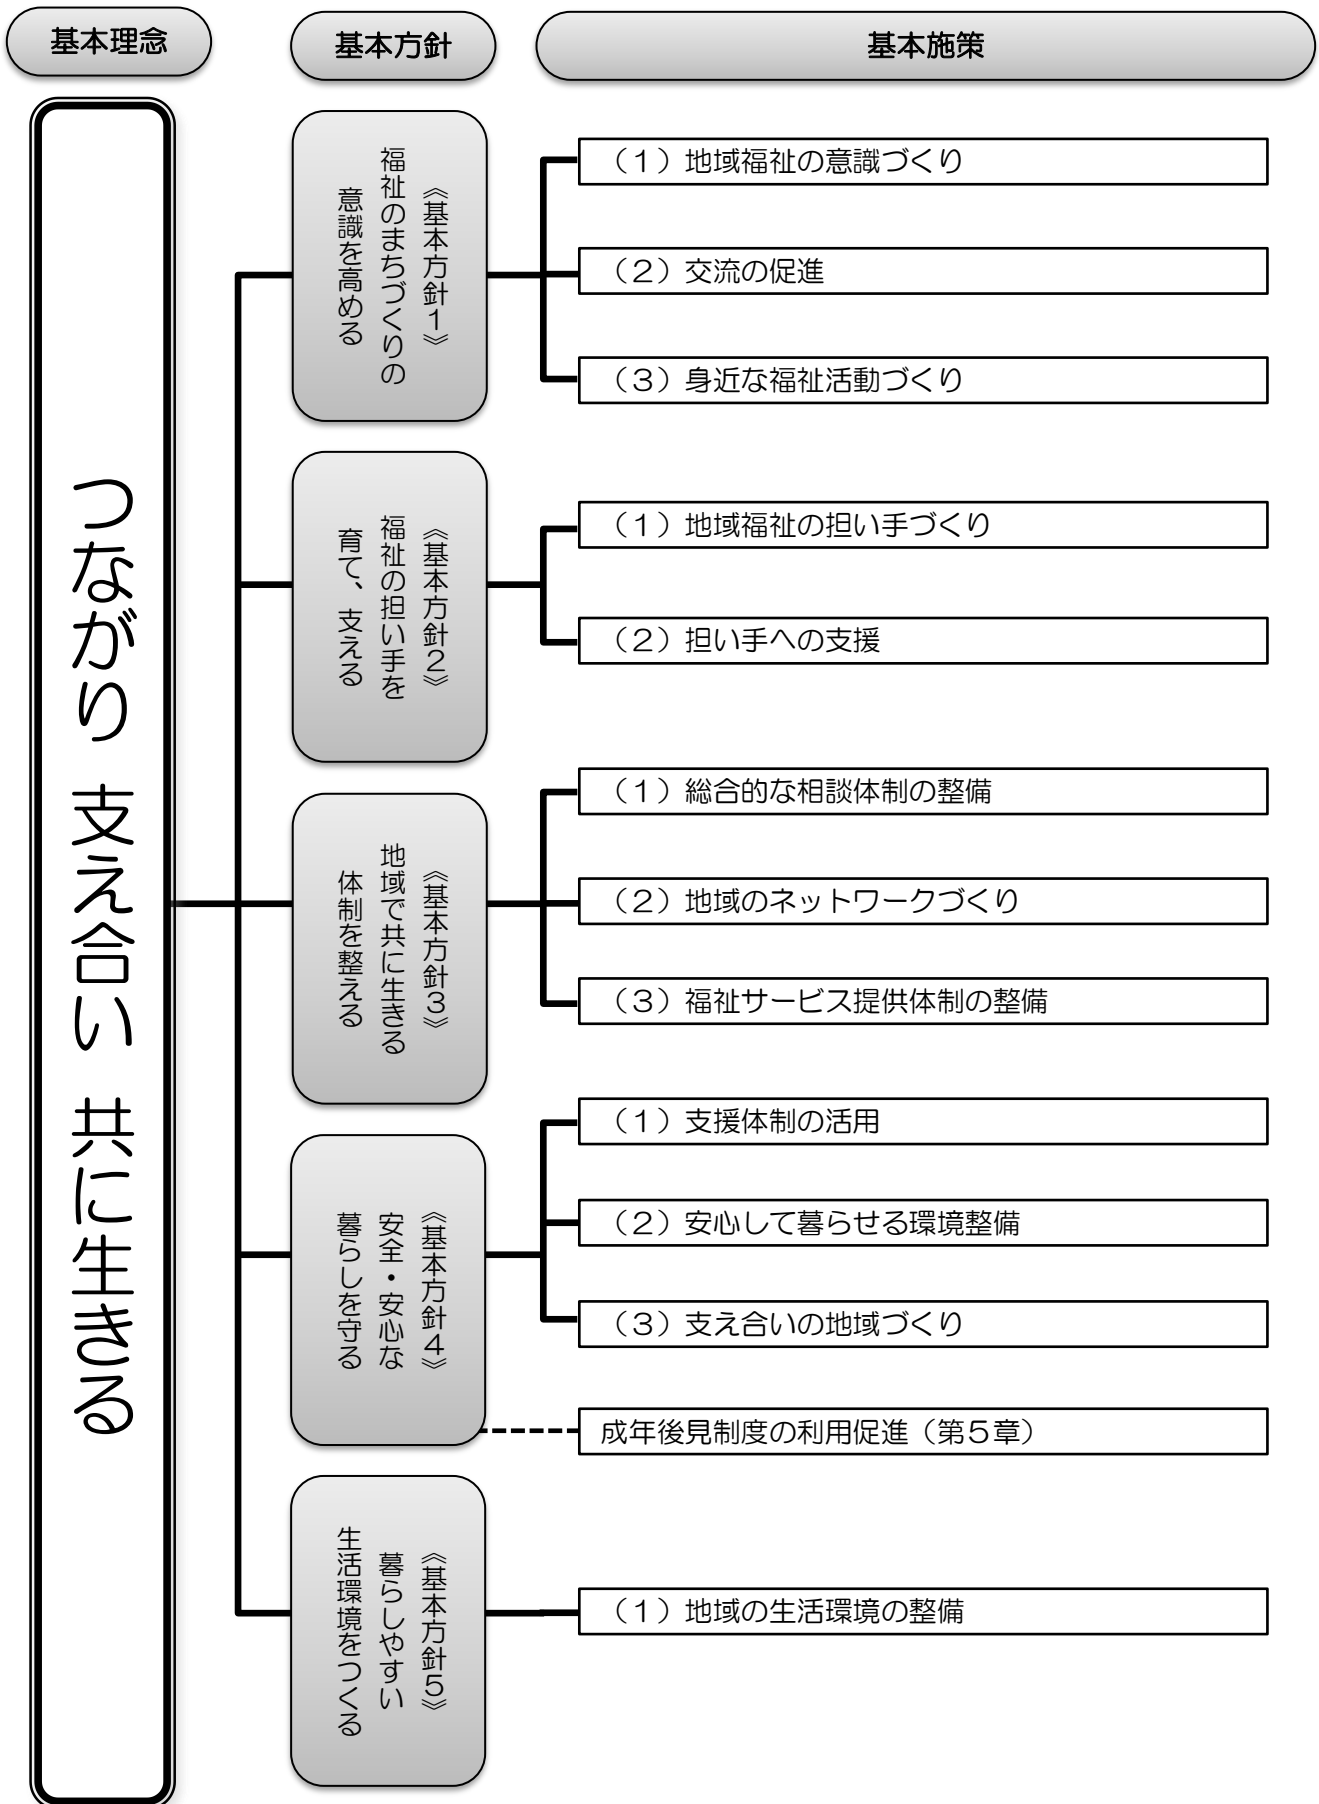 基本理念
基本方針
基本施策
つながり 支え合い 共に生きる
《基本方針1》
福祉のまちづくりの
意識を高める
(1)地域福祉の意識づくり
(2)交流の促進
(3)身近な福祉活動づくり
《基本方針2》
福祉の担い手を
育て、支える
(1)地域福祉の担い手づくり
(2)担い手への支援
《基本方針3》
地域で共に生きる
体制を整える
(1)総合的な相談体制の整備
(2)地域のネットワークづくり
(3)福祉サービス提供体制の整備
《基本方針4》
安全・安心な
暮らしを守る
(1)支援体制の活用
(2)安心して暮らせる環境整備
(3)支え合いの地域づくり
成年後見制度の利用促進(第5章)
《基本方針5》
暮らしやすい
生活環境をつくる
(1)地域の生活環境の整備